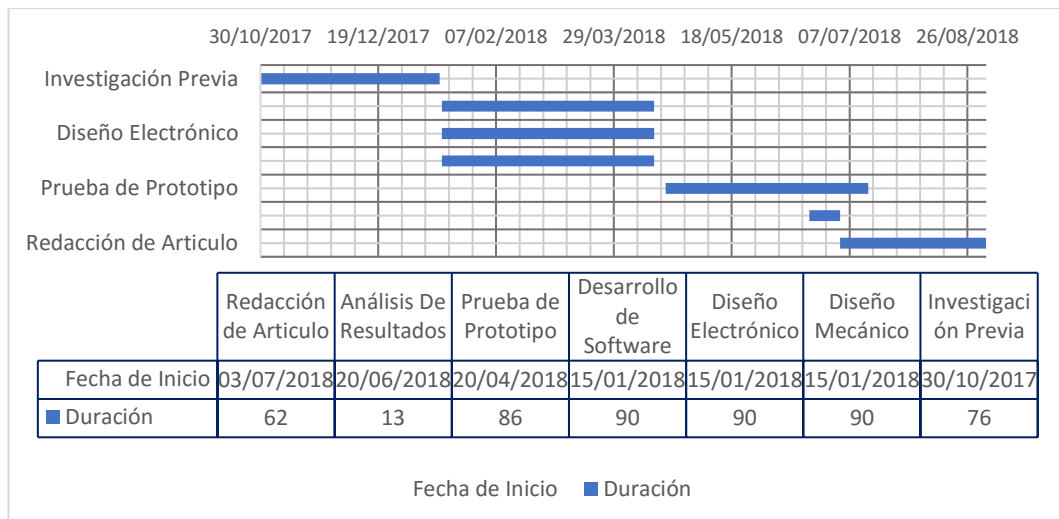 30/10/2017 19/12/2017 07/02/2018 29/03/2018 18/05/2018 07/07/2018 26/08/2018
Investigación Previa
Diseño Electrónico
Prueba de Prototipo
Redacción de Articulo
Redacción de Articulo
Análisis De Resultados
Prueba de Prototipo
Desarrollo de Software
Diseño Electrónico
Diseño Mecánico
Investigaci ón Previa
Fecha de Inicio 03/07/2018 20/06/2018 20/04/2018 15/01/2018 15/01/2018 15/01/2018 30/10/2017
Duración 62 13 86 90 90 90 76
Fecha de Inicio Duración